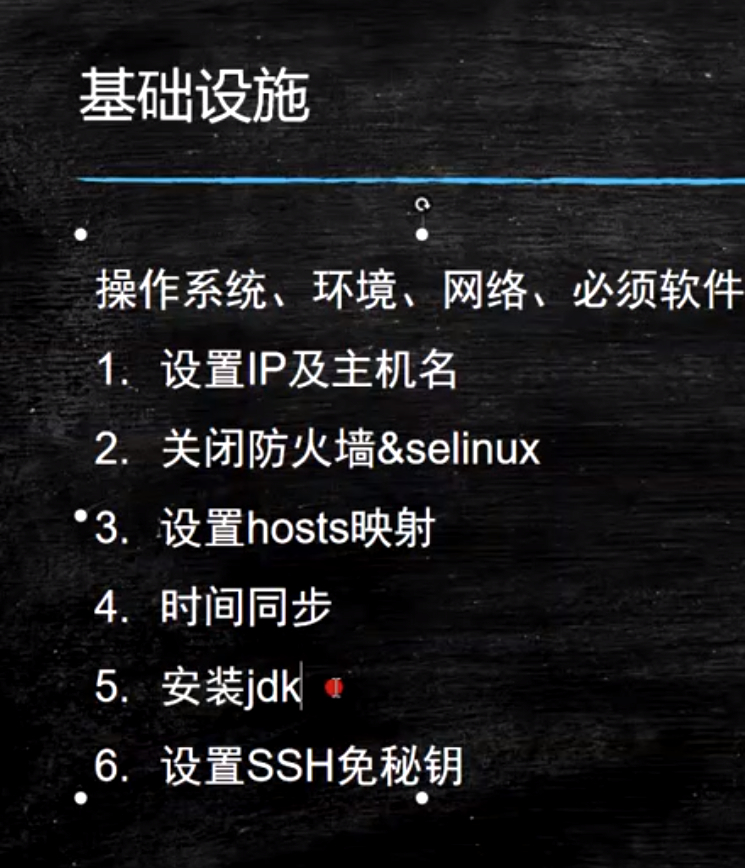 基础设施
操作系统、环境、网络、必须软件
1. 设置IP及主机名
2. 关闭防火墙&selinux
3. 设置hosts映射
4. 时间同步
5. 安装jdk
6. 设置SSH免秘钥